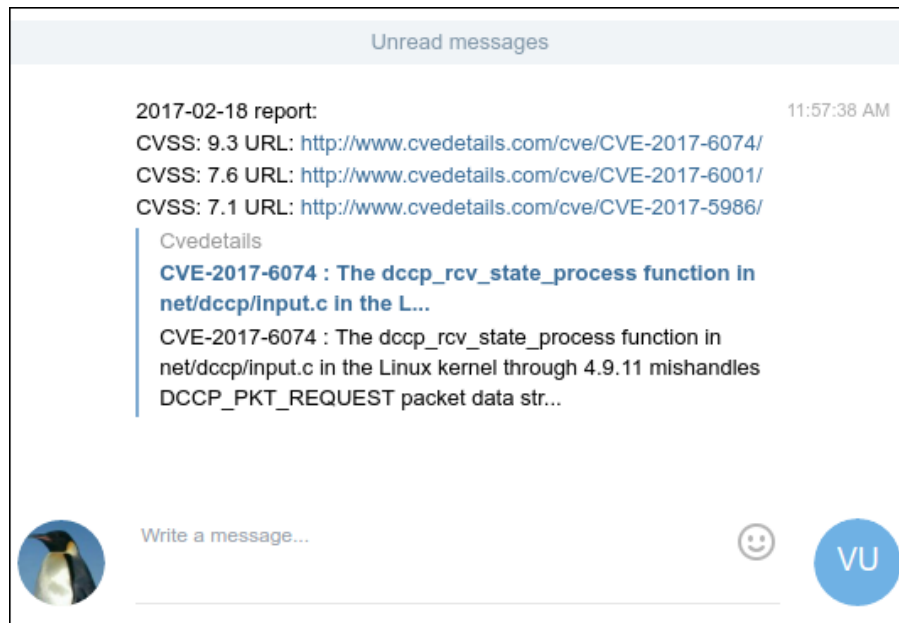 Unread messages
2017-02-18 report:
11:57:38 AM
CVSS: 9.3 URL: http://www.cvedetails.com/cve/CVE-2017-6074/
CVSS: 7.6 URL: http://www.cvedetails.com/cve/CVE-2017-6001/
CVSS: 7.1 URL: http://www.cvedetails.com/cve/CVE-2017-5986/
Cvedetails
CVE-2017-6074 : The dccp_rcv_state_process function in
net/dccp/input.c in the L...
CVE-2017-6074 : The dccp_rcv_state_process function in
net/dccp/input.c in the Linux kernel through 4.9.11 mishandles
DCCP_PKT_REQUEST packet data str...
Write a message...
VU